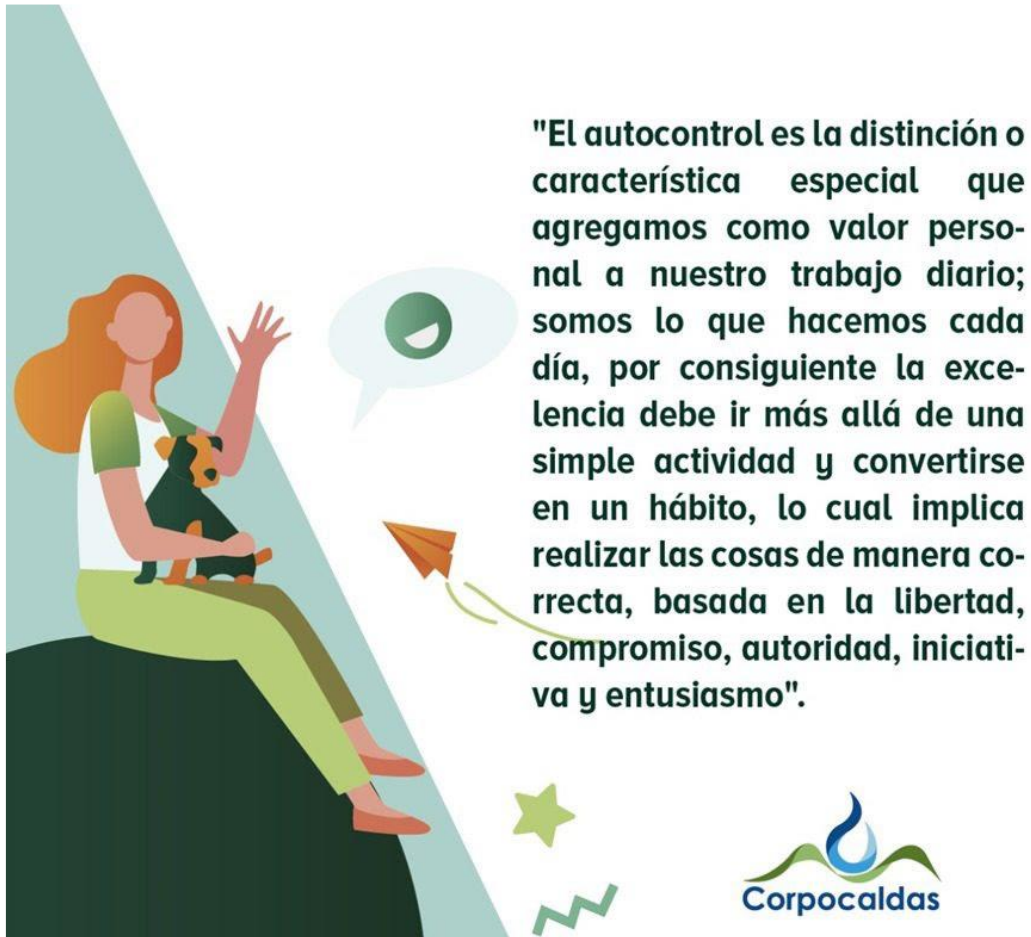 "El autocontrol es la distinción o
característica especial que
agregamos como valor perso-
nal a nuestro trabajo diario;
somos lo que hacemos cada
día, por consiguiente la exce-
lencia debe ir más allá de una
simple actividad y convertirse
en un hábito, lo cual implica
realizar las cosas de manera co-
rrecta, basada en la libertad,
compromiso, autoridad, iniciati-
va y entusiasmo".
Corpocaldas